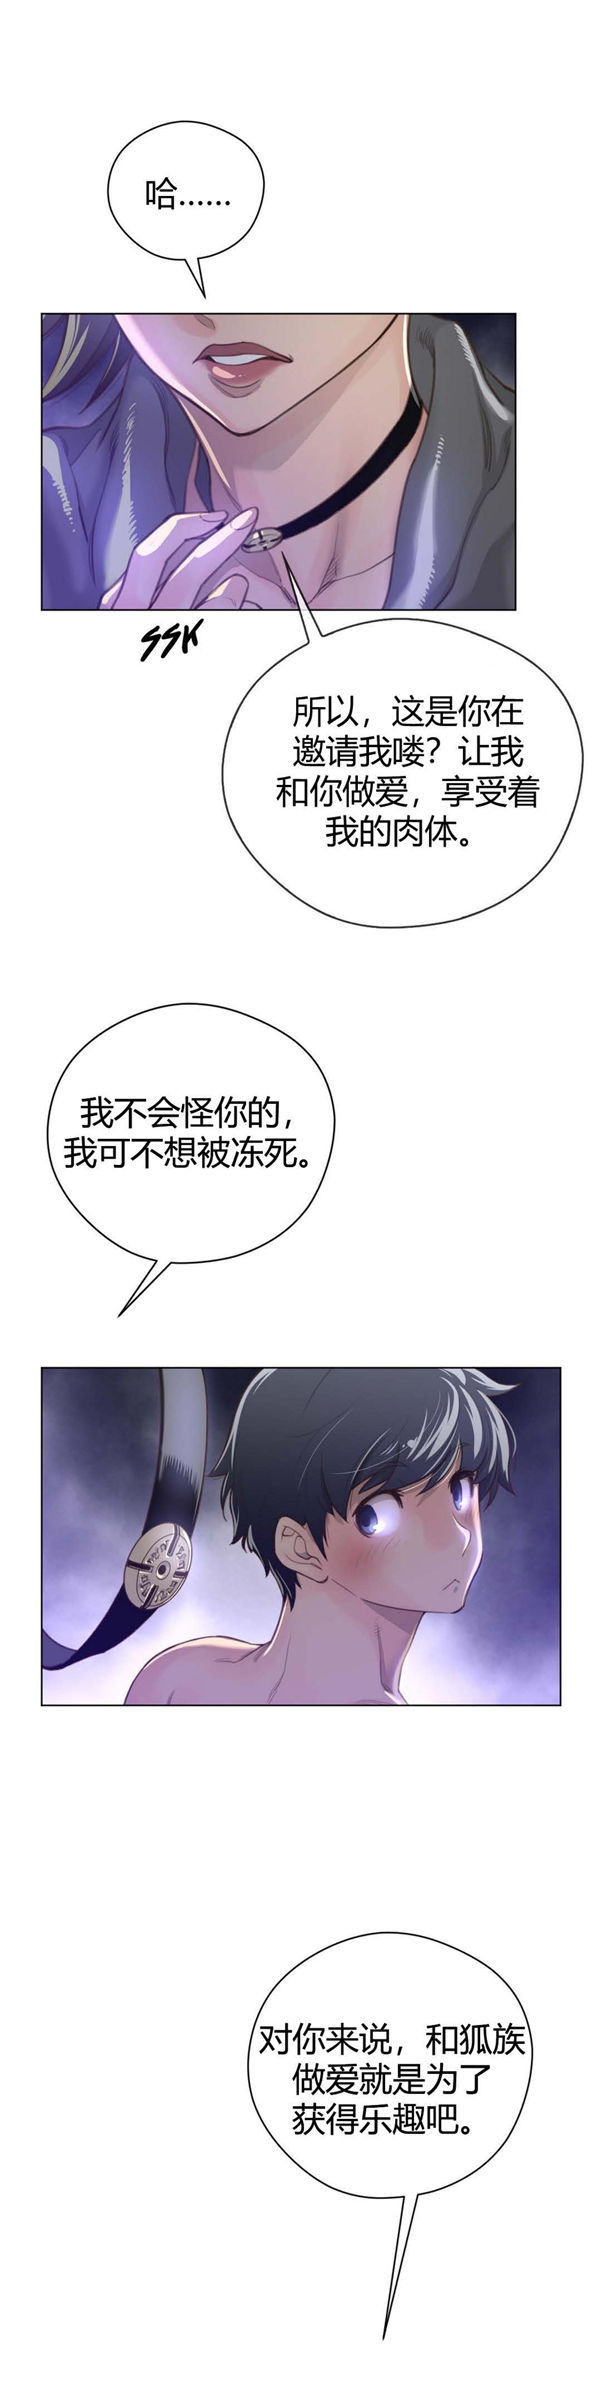 哈……
SSK
所以，这是你在
邀请我喽？让我
和你做爱，享受着
我的肉体。
我不会怪你的，
我可不想被冻死。
对你来说，和狐族
做爱就是为了
获得乐趣吧。